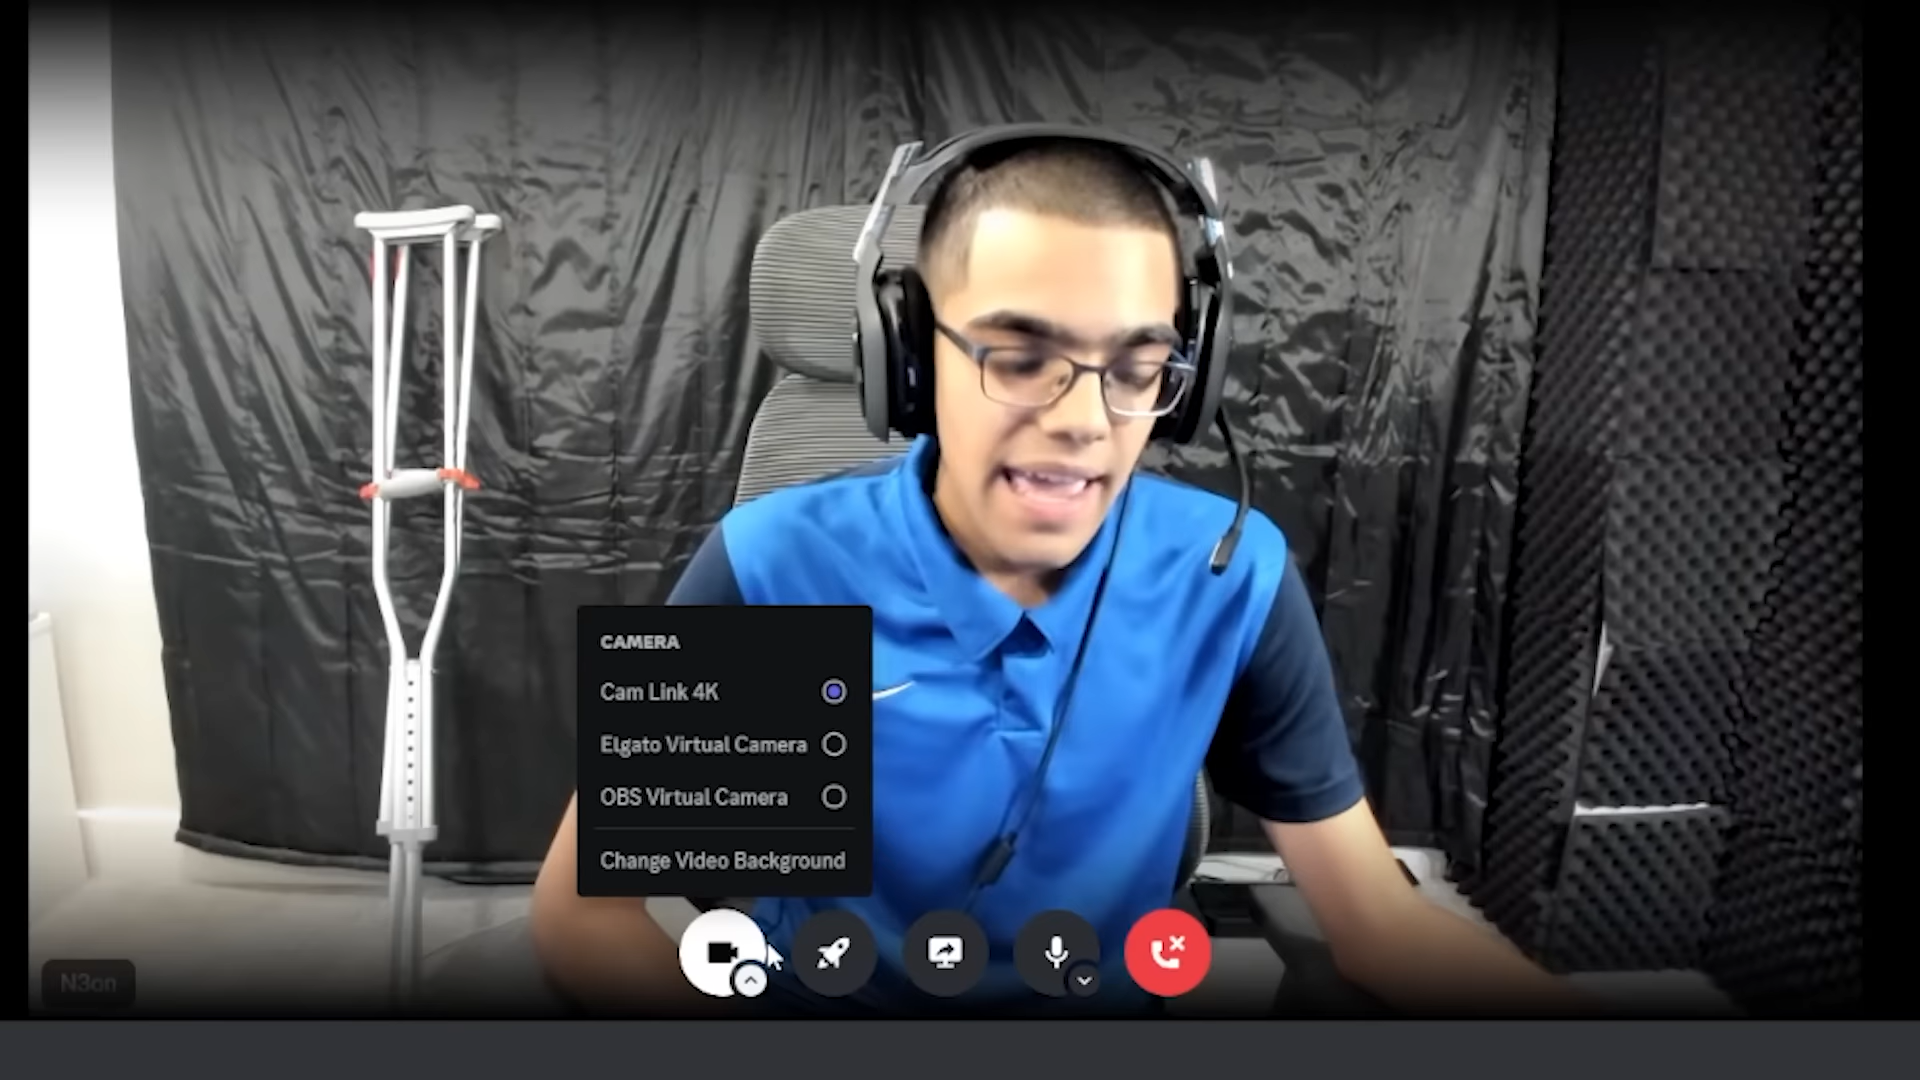 CAMERA
Cam Link 4K
Elgato Virtual Camera
OBS Virtual Camera
Change Video Background
N3on